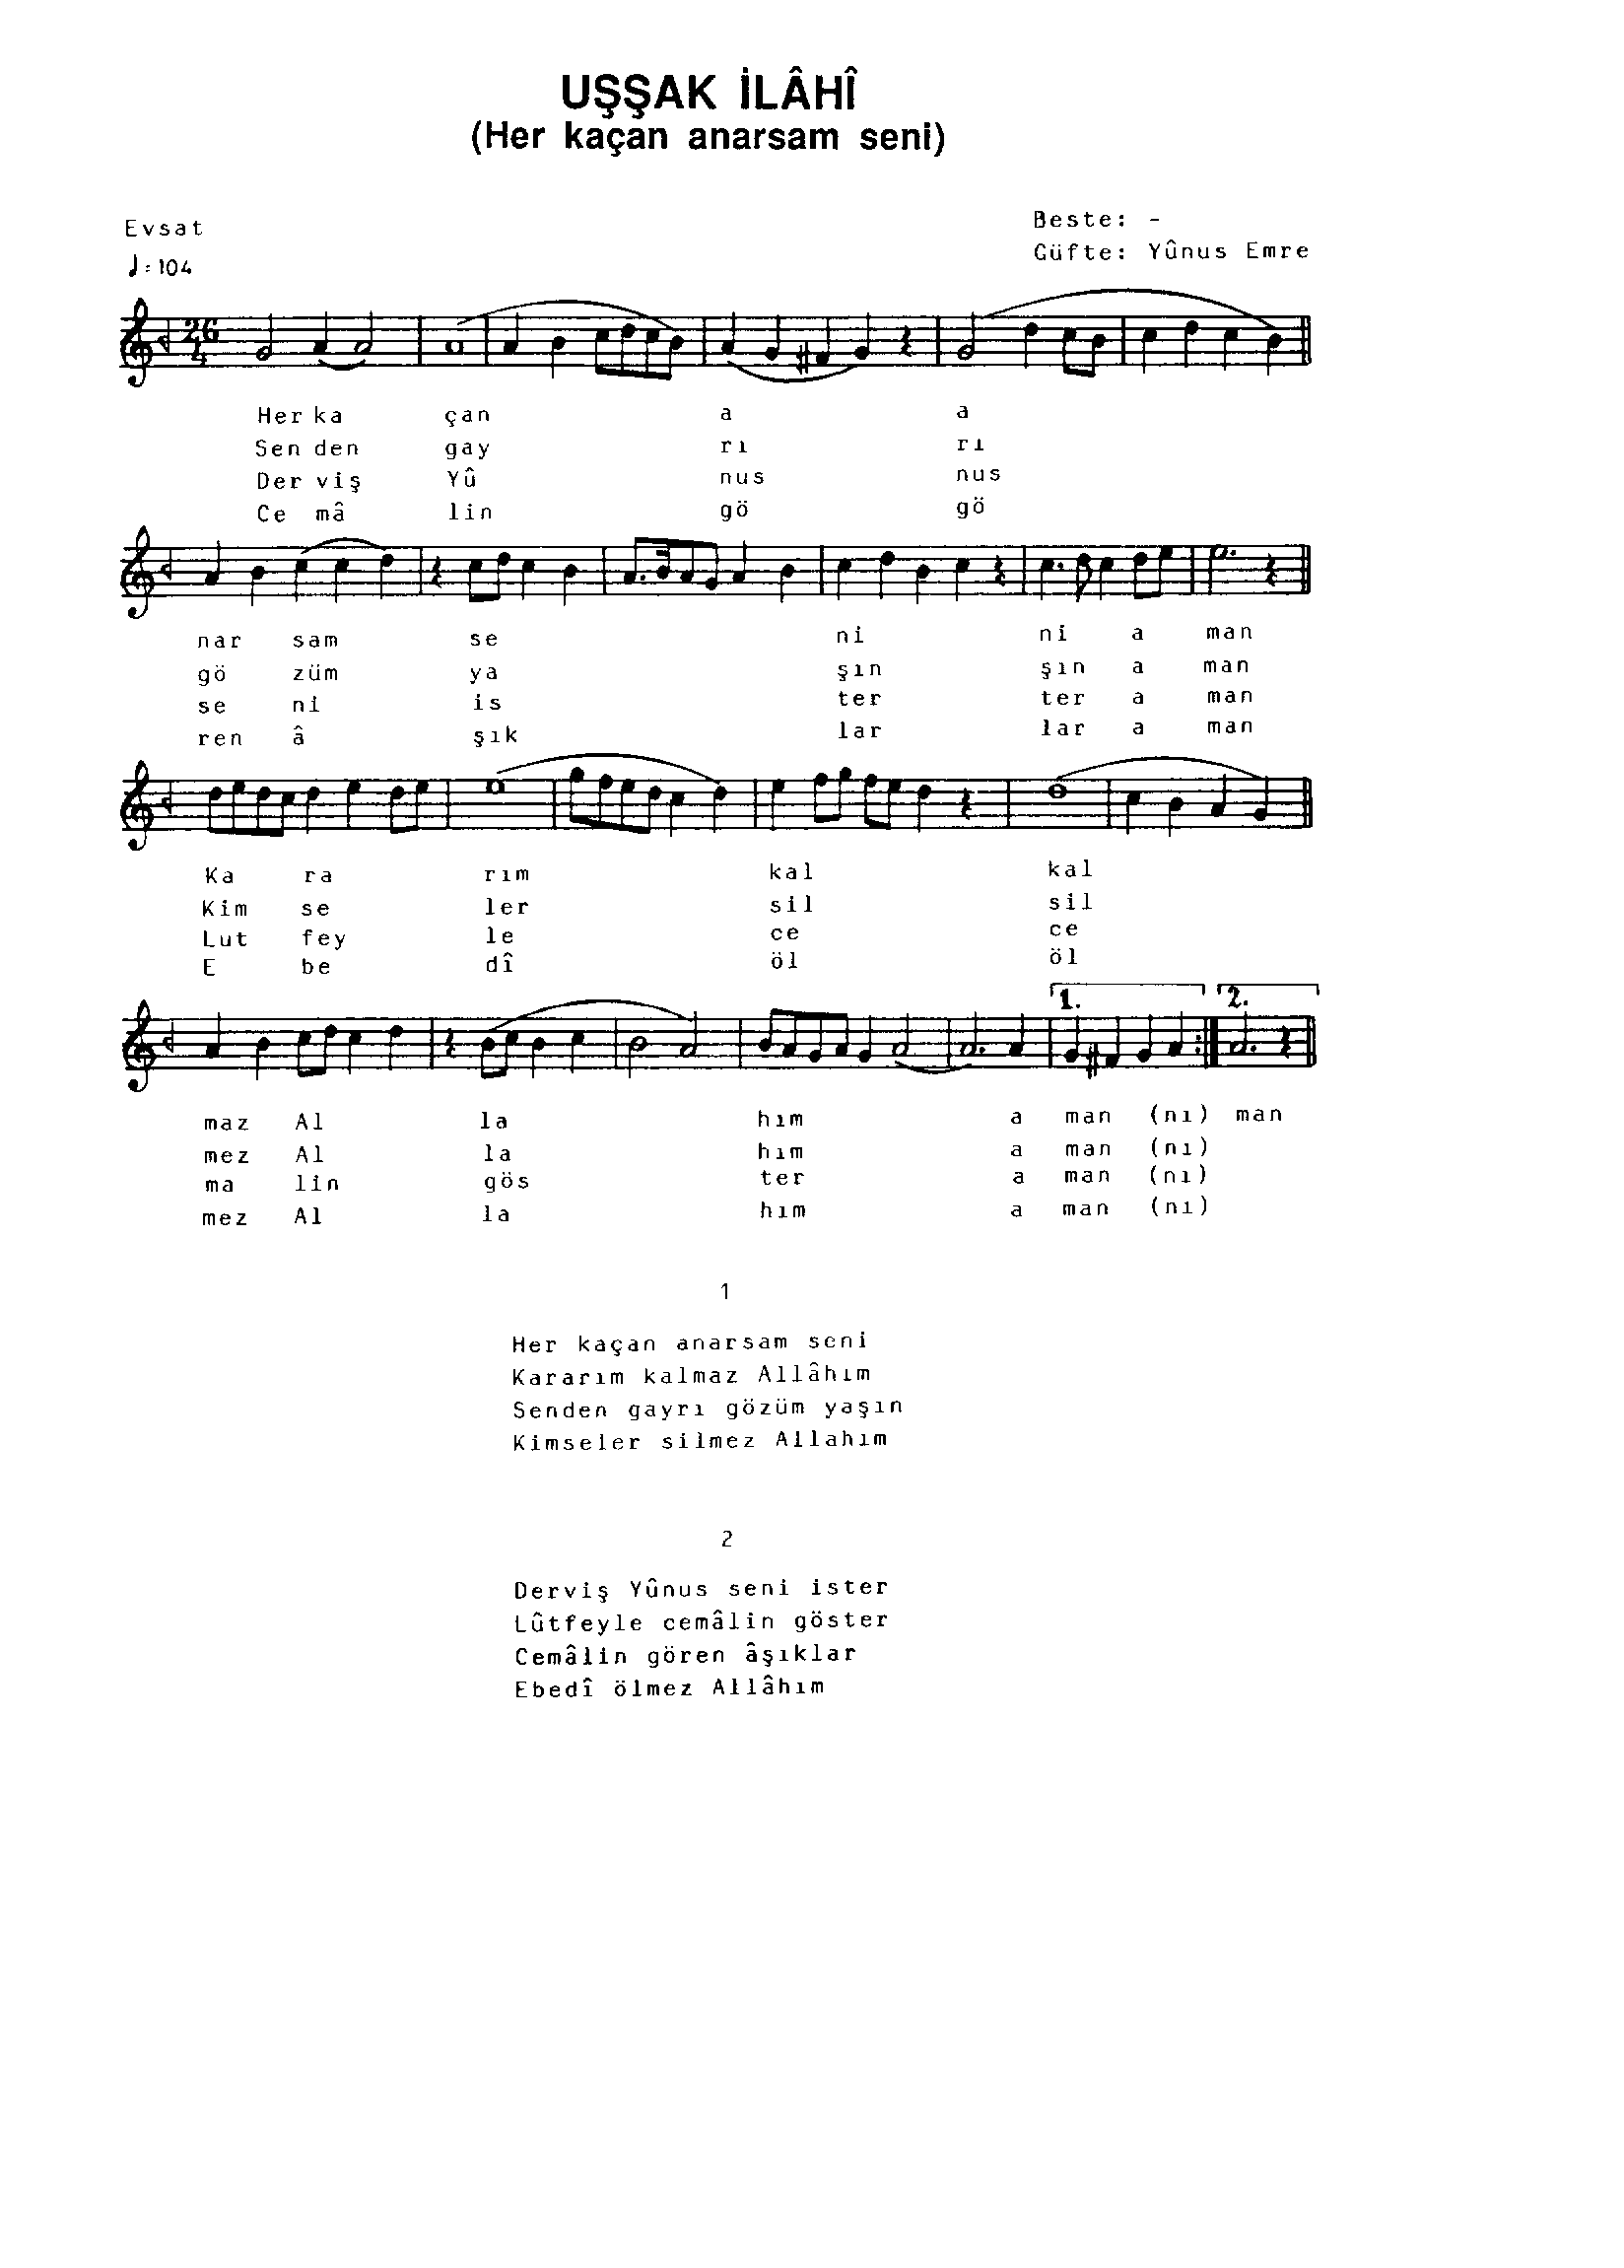 UŞŞAK İLÂHÎ
(Her kaçan anarsam seni)
Evsat
Beste: -
♩=104
Güfte: Yûnus Emre
26
4
Her ka çan a a
Sen den gay rı rı
Der viş Yû nus nus
Ce mâ lin gö gö
nar sam se ni ni a man
gö züm ya şın şın a man
se ni is ter ter a man
ren â şık lar lar a man
Ka ra rım kal kal
Kim se ler sil sil
Lut fey le ce ce
E be dî öl öl
1. 2.
maz Al la hım a man (nı) man
mez Al la hım a man (nı)
ma lin gös ter a man (nı)
mez Al la hım a man (nı)
1
Her kaçan anarsam seni
Kararım kalmaz Allâhım
Senden gayrı gözüm yaşın
Kimseler silmez Allahım
2
Derviş Yûnus seni ister
Lûtfeyle cemâlin göster
Cemâlin gören âşıklar
Ebedî ölmez Allâhım